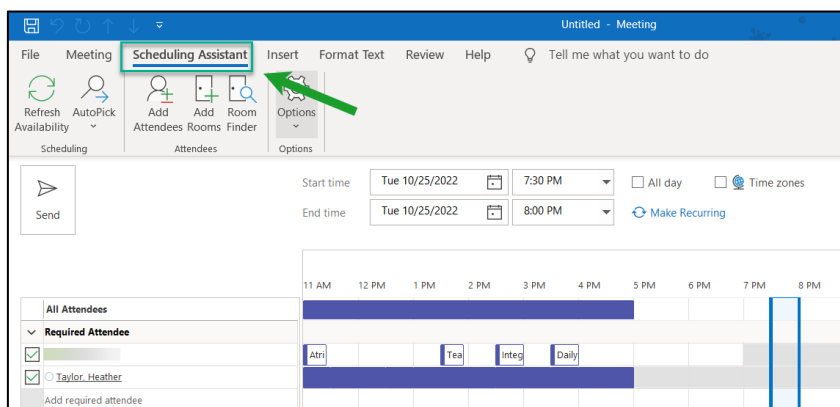 Untitled - Meeting
File Meeting Scheduling Assistant Insert Format Text Review Help Tell me what you want to do
Refresh Availability AutoPick Add Attendees Add Rooms Room Finder Options
Scheduling Attendees Options
Send
Start time Tue 10/25/2022 7:30 PM All day Time zones
End time Tue 10/25/2022 8:00 PM Make Recurring
11 AM 12 PM 1 PM 2 PM 3 PM 4 PM 5 PM 6 PM 7 PM 8 PM
All Attendees
Required Attendee
Atri Tea Integ Daily
Taylor, Heather
Add required attendee